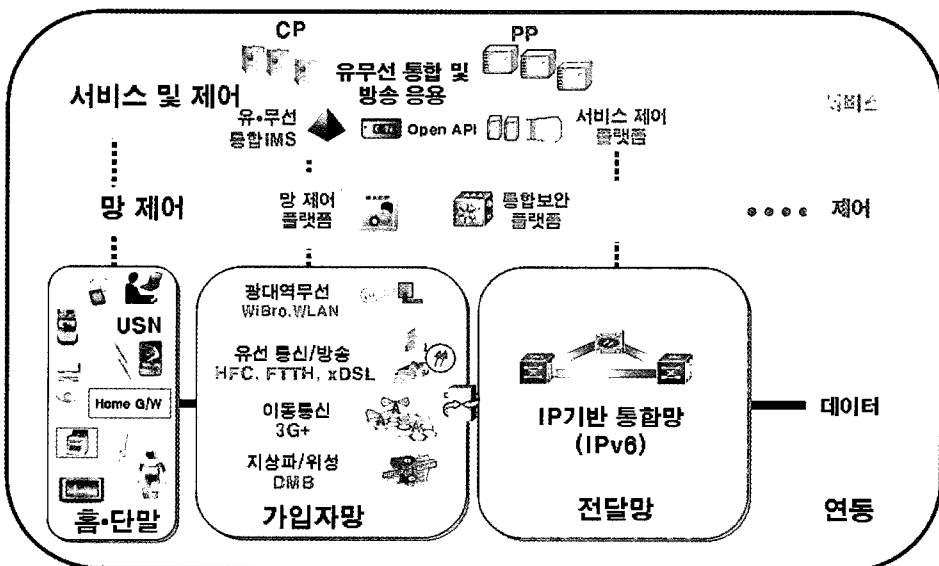 CP
PP
서비스 및 제어
유무선 통합 및
방송 응용
유•무선
통합IMS
Open API
서비스 제어
플랫폼
서비스
망 제어
망 제어
플랫폼
통합보안
플랫폼
제어
USN
Home G/W
홈•단말
광대역무선
WiBro.WLAN
유선 통신/방송
HFC, FTTH, xDSL
이동통신
3G+
지상파/위성
DMB
가입자망
IP기반 통합망
(IPv6)
전달망
데이터
연동